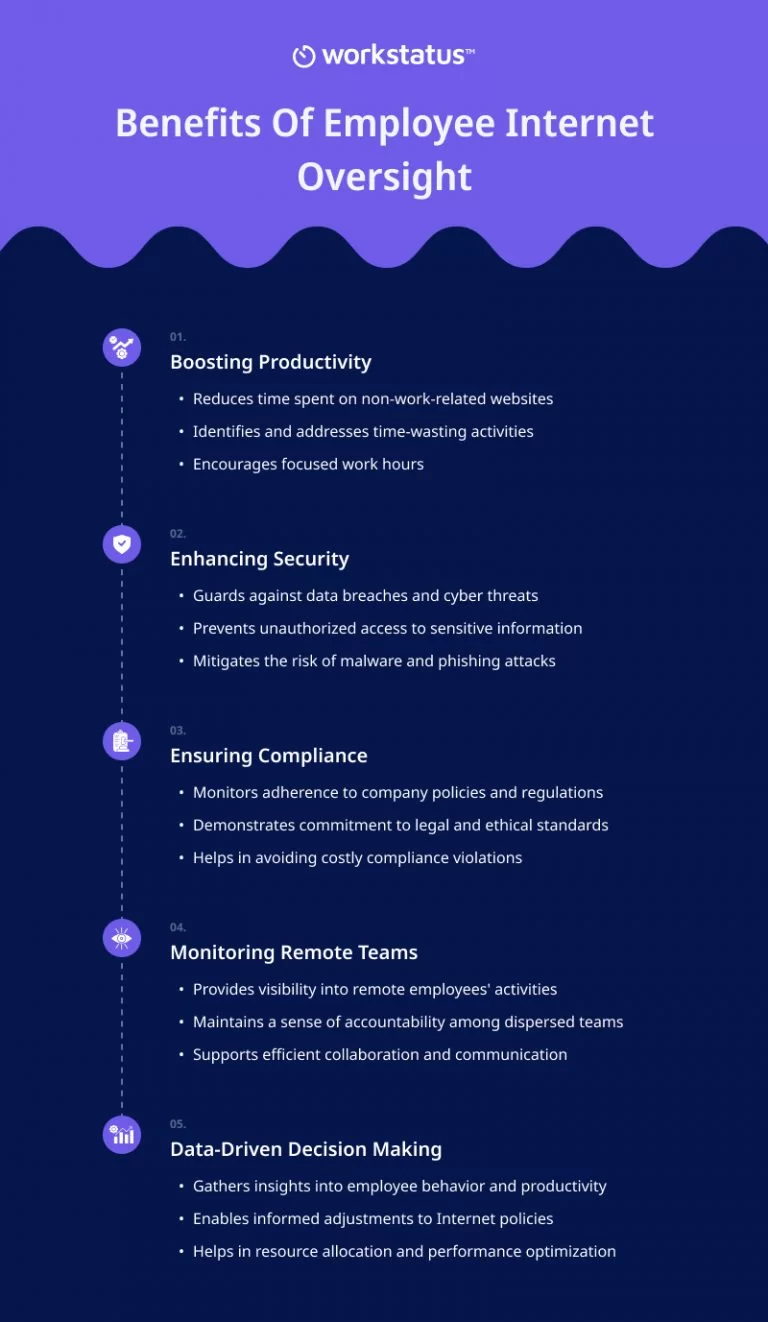 workstatus™
Benefits Of Employee Internet
Oversight
01.
Boosting Productivity
• Reduces time spent on non-work-related websites
• Identifies and addresses time-wasting activities
• Encourages focused work hours
02.
Enhancing Security
• Guards against data breaches and cyber threats
• Prevents unauthorized access to sensitive information
• Mitigates the risk of malware and phishing attacks
03.
Ensuring Compliance
• Monitors adherence to company policies and regulations
• Demonstrates commitment to legal and ethical standards
• Helps in avoiding costly compliance violations
04.
Monitoring Remote Teams
• Provides visibility into remote employees' activities
• Maintains a sense of accountability among dispersed teams
• Supports efficient collaboration and communication
05.
Data-Driven Decision Making
• Gathers insights into employee behavior and productivity
• Enables informed adjustments to Internet policies
• Helps in resource allocation and performance optimization